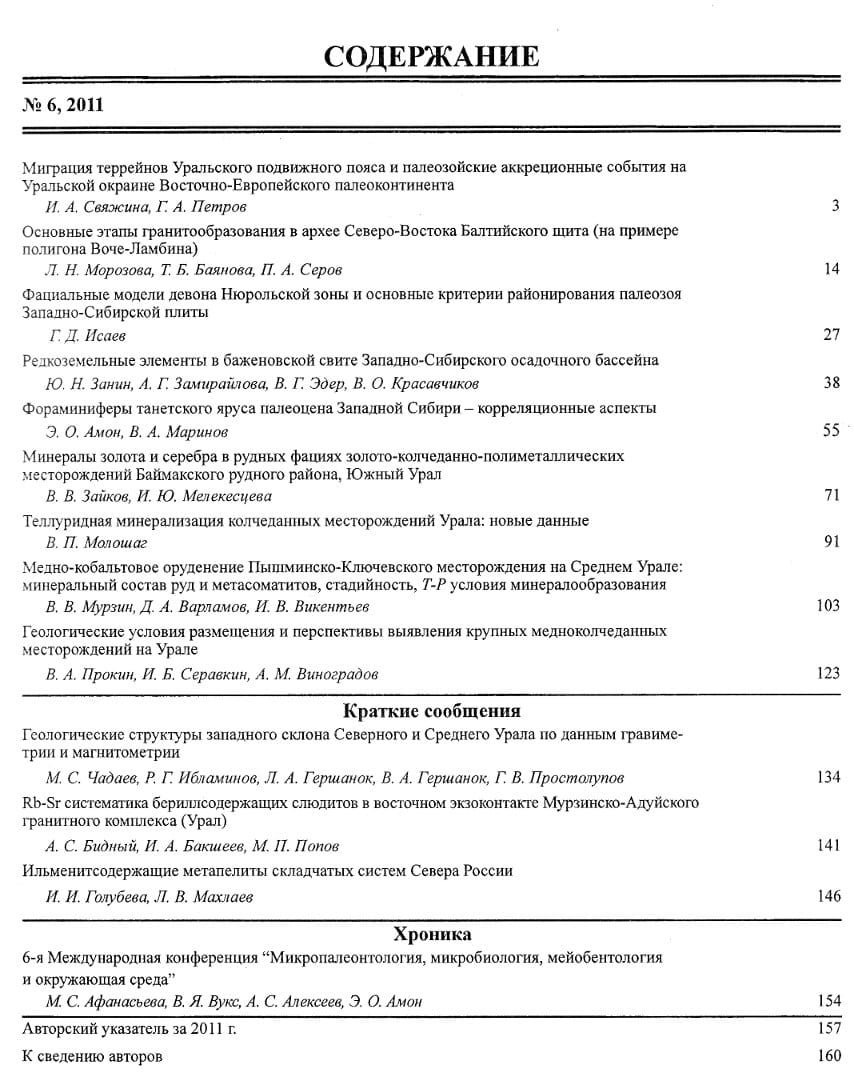 СОДЕРЖАНИЕ
№ 6, 2011
Миграция террейнов Уральского подвижного пояса и палеозойские аккреционные события на
Уральской окраине Восточно-Европейского палеоконтинента
И. А. Свяжина, Г. А. Петров 3
Основные этапы гранитообразования в архее Северо-Востока Балтийского щита (на примере
полигона Воче-Ламбина)
Л. Н. Морозова, Т. Б. Баянова, П. А. Серов 14
Фациальные модели девона Нюрольской зоны и основные критерии районирования палеозоя
Западно-Сибирской плиты
Г. Д. Исаев 27
Редкоземельные элементы в баженовской свите Западно-Сибирского осадочного бассейна
Ю. Н. Занин, А. Г. Замирайлова, В. Г. Эдер, В. О. Красавчиков 38
Фораминиферы танетского яруса палеоцена Западной Сибири – корреляционные аспекты
Э. О. Амон, В. А. Маринов 55
Минералы золота и серебра в рудных фациях золото-колчеданно-полиметаллических
месторождений Баймакского рудного района, Южный Урал
В. В. Зайков, И. Ю. Мелекесцева 71
Теллуридная минерализация колчеданных месторождений Урала: новые данные
В. П. Молошаг 91
Медно-кобальтовое оруденение Пышминско-Ключевского месторождения на Среднем Урале:
минеральный состав руд и метасоматитов, стадийность, Т-Р условия минералообразования
В. В. Мурзин, Д. А. Варламов, И. В. Викентьев 103
Геологические условия размещения и перспективы выявления крупных медноколчеданных
месторождений на Урале
В. А. Прокин, И. Б. Серавкин, А. М. Виноградов 123
Краткие сообщения
Геологические структуры западного склона Северного и Среднего Урала по данным гравиме-
трии и магнитометрии
М. С. Чадаев, Р. Г. Ибламинов, Л. А. Гершанок, В. А. Гершанок, Г. В. Простолупов 134
Rb-Sr систематика бериллсодержащих слюдитов в восточном экзоконтакте Мурзинско-Адуйского
гранитного комплекса (Урал)
А. С. Бидный, И. А. Бакшеев, М. П. Попов 141
Ильменитсодержащие метапелиты складчатых систем Севера России
И. И. Голубева, Л. В. Махлаев 146
Хроника
6-я Международная конференция “Микропалеонтология, микробиология, мейобентология
и окружающая среда”
М. С. Афанасьева, В. Я. Вукс, А. С. Алексеев, Э. О. Амон 154
Авторский указатель за 2011 г. 157
К сведению авторов 160